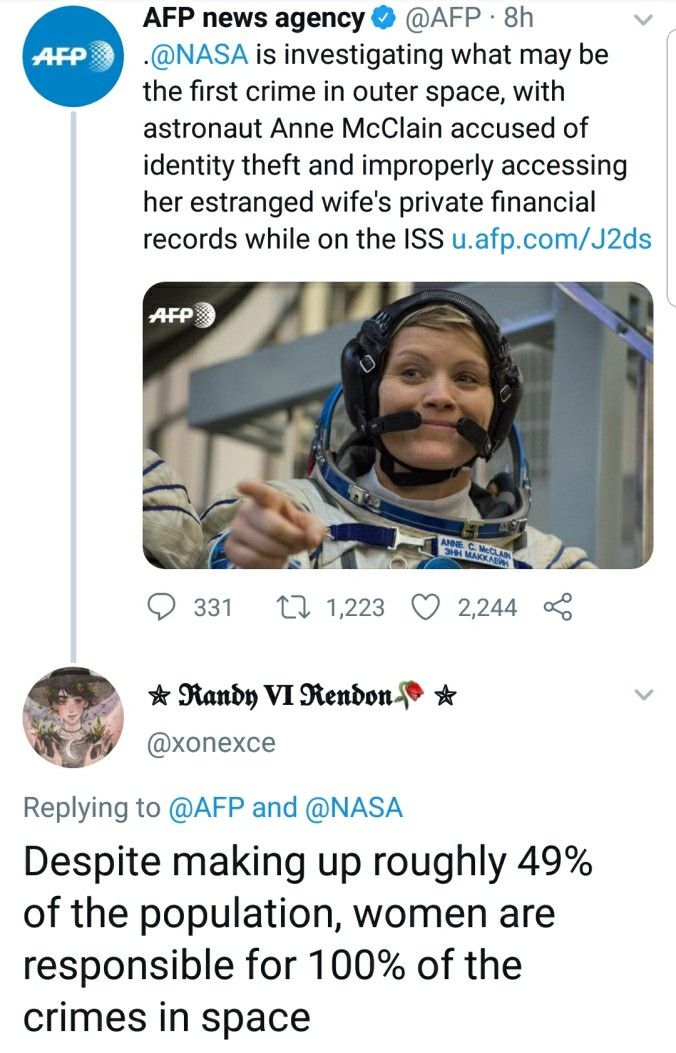 AFP news agency @AFP · 8h
AFP
.@NASA is investigating what may be
the first crime in outer space, with
astronaut Anne McClain accused of
identity theft and improperly accessing
her estranged wife's private financial
records while on the ISS u.afp.com/J2ds
AFP
ANNE C. McCLAIN
ЭНН МАККЛЕЙН
331 1,223 2,244
✯ 𝕽𝖆𝖓𝖉𝖞 𝖁𝕴 𝕽𝖊𝖓𝖉𝖔𝖓🥀 ✯
@xonexce
Replying to @AFP and @NASA
Despite making up roughly 49%
of the population, women are
responsible for 100% of the
crimes in space